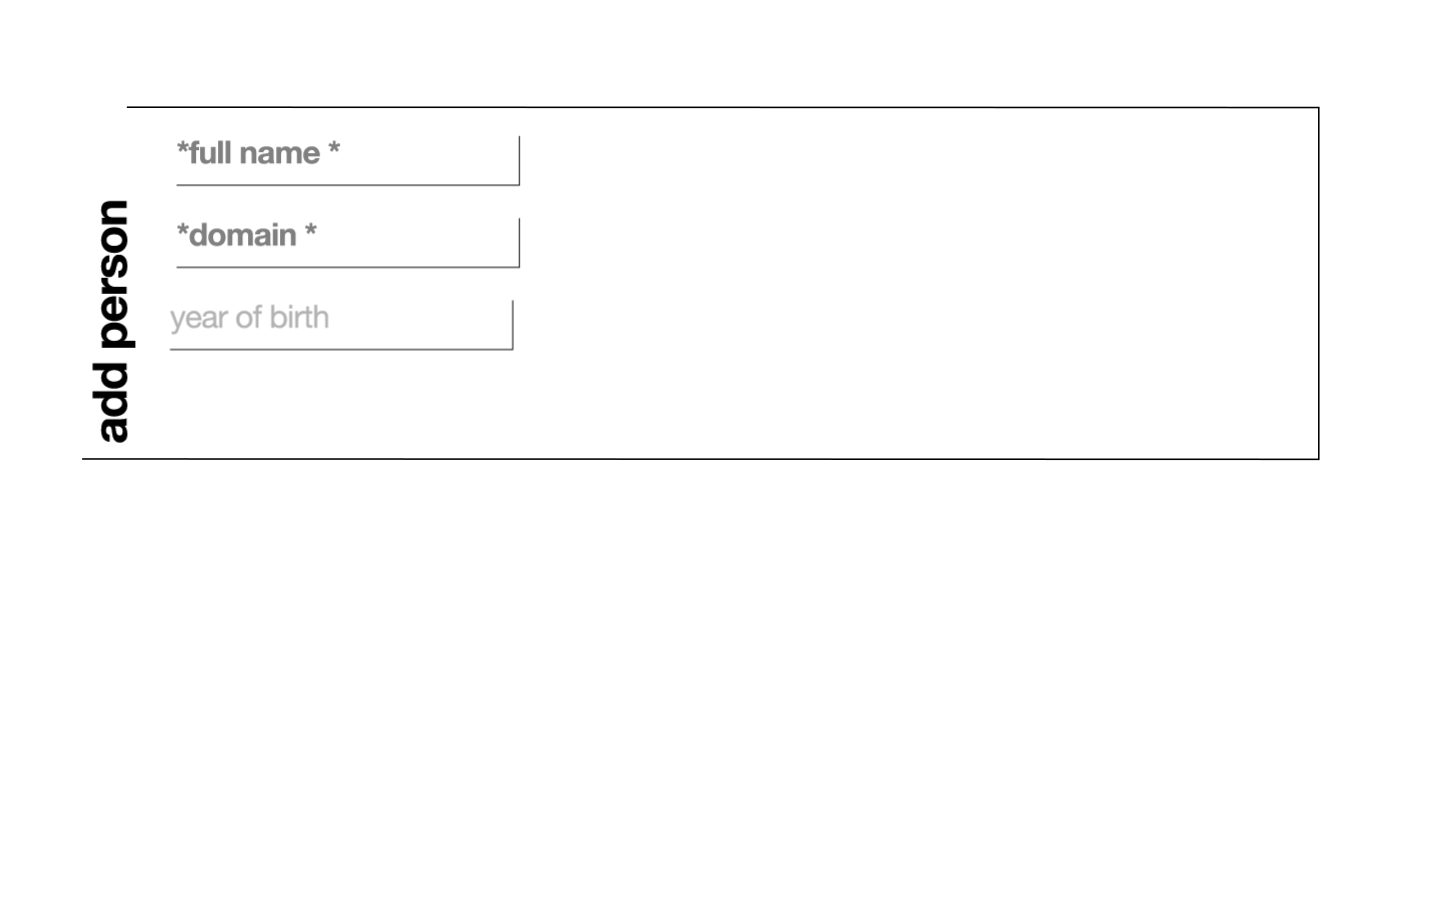 add person
*full name *
*domain *
year of birth